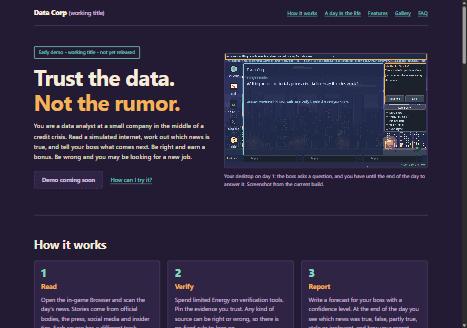 Data Corp (working title)
How it works A day in the life Features Gallery FAQ
Early demo · working title · not yet released
Trust the data.
Not the rumor.
You are a data analyst at a small company in the middle of a
credit crisis. Read a simulated internet, work out which news is
true, and tell your boss what comes next. Be right and earn a
bonus. Be wrong and you may be looking for a new job.
Demo coming soon
How can I try it?
Your desktop on day 1: the boss asks a question, and you have until the end of the day to
answer it. Screenshot from the current build.
How it works
1
Read
Open the in-game Browser and scan the
day's news. Stories come from official
bodies, the press, social media and insider
2
Verify
Spend limited Energy on verification tools.
Pin the evidence you trust. Any kind of
source can be right or wrong, so there is
3
Report
Write a forecast for your boss with a
confidence level. At the end of the day you
see which news was true, false, partly true,